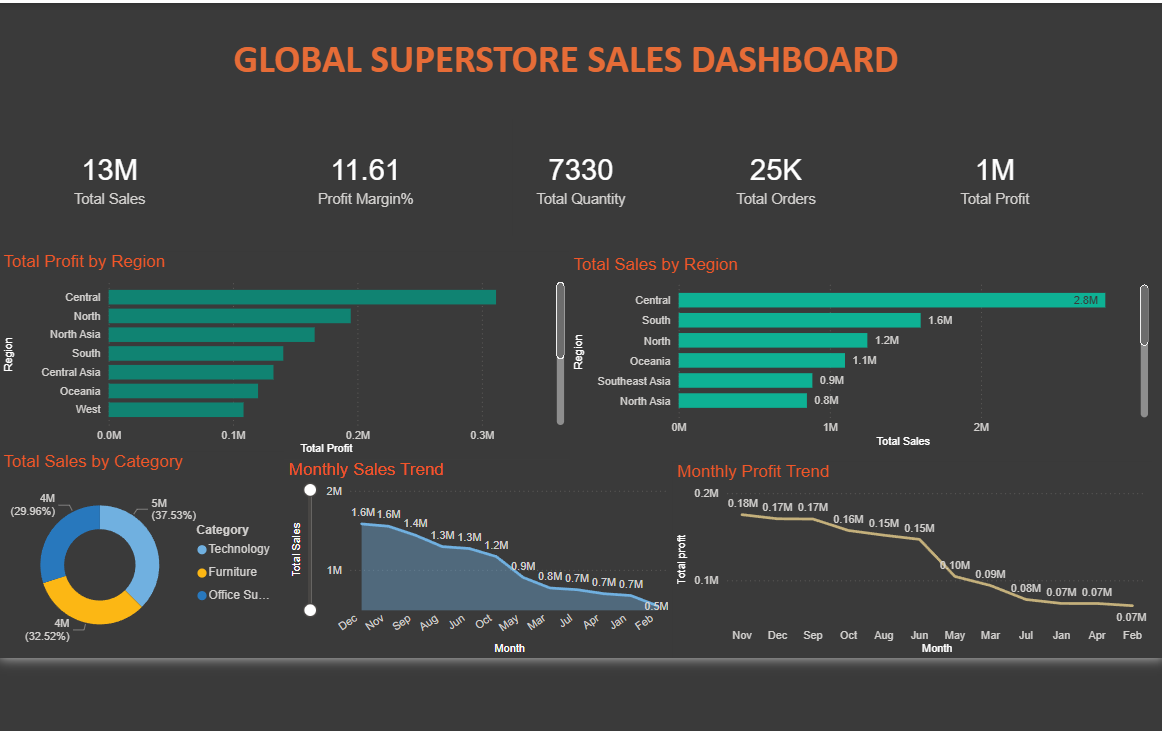 GLOBAL SUPERSTORE SALES DASHBOARD
13M
Total Sales
11.61
Profit Margin%
7330
Total Quantity
25K
Total Orders
1M
Total Profit
Total Profit by Region
Region
Central
North
North Asia
South
Central Asia
Oceania
West
0.0M 0.1M 0.2M 0.3M
Total Profit
Total Sales by Region
Region
Central 2.8M
South 1.6M
North 1.2M
Oceania 1.1M
Southeast Asia 0.9M
North Asia 0.8M
0M 1M 2M
Total Sales
Total Sales by Category
4M
(29.96%)
5M
(37.53%)
4M
(32.52%)
Category
Technology
Furniture
Office Su...
Monthly Sales Trend
Total Sales
2M
1M
1.6M 1.6M 1.4M 1.3M 1.3M 1.2M 0.9M 0.8M 0.7M 0.7M 0.7M 0.5M
Dec Nov Sep Aug Jun Oct May Mar Jul Apr Jan Feb
Month
Monthly Profit Trend
Total profit
0.2M
0.1M
0.18M 0.17M 0.17M 0.16M 0.15M 0.15M 0.10M 0.09M 0.08M 0.07M 0.07M 0.07M
Nov Dec Sep Oct Aug Jun May Mar Jul Jan Apr Feb
Month